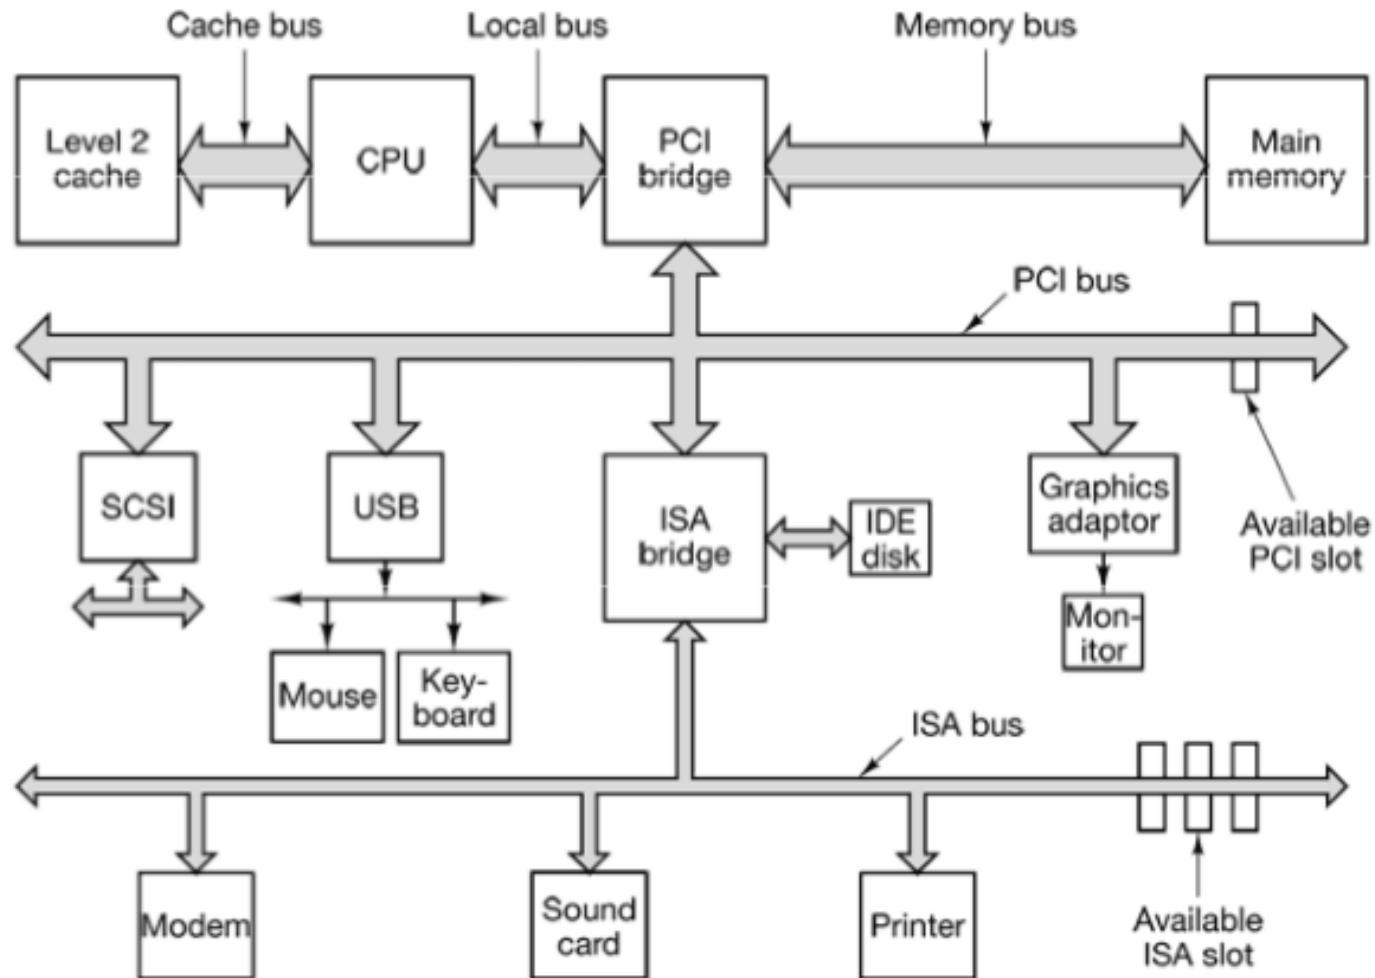 Cache bus
Local bus
Memory bus
Level 2
cache
CPU
PCI
bridge
Main
memory
PCI bus
SCSI
USB
ISA
bridge
IDE
disk
Graphics
adaptor
Available
PCI slot
Mon-
itor
Mouse
Key-
board
ISA bus
Modem
Sound
card
Printer
Available
ISA slot